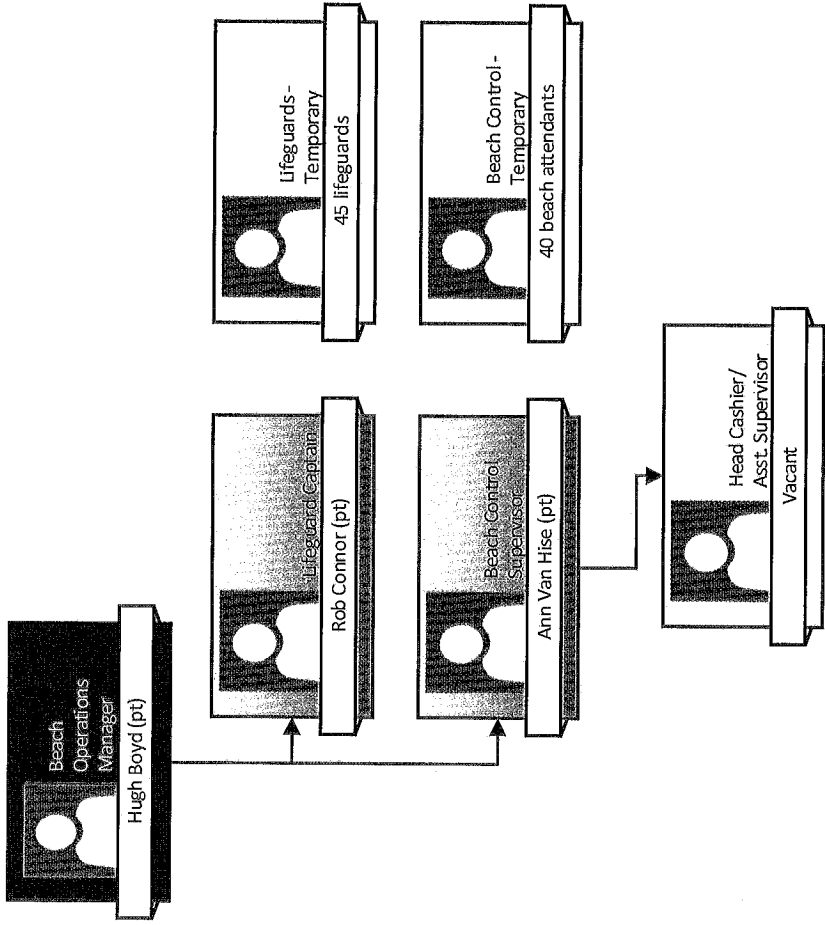 Beach
Operations
Manager
Hugh Boyd (pt)
Lifeguard Captain
Rob Connor (pt)
Lifeguards -
Temporary
45 lifeguards
Beach Control
Supervisor
Ann Van Hise (pt)
Beach Control -
Temporary
40 beach attendants
Head Cashier/
Asst. Supervisor
Vacant